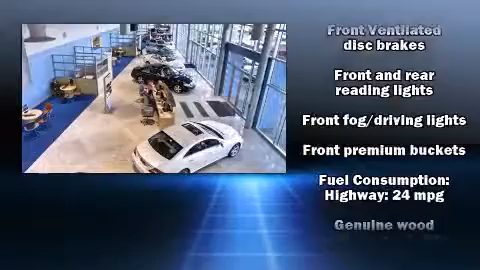 Front Ventilated
disc brakes
Front and rear
reading lights
Front fog/driving lights
Front premium buckets
Fuel Consumption:
Highway: 24 mpg
Genuine wood